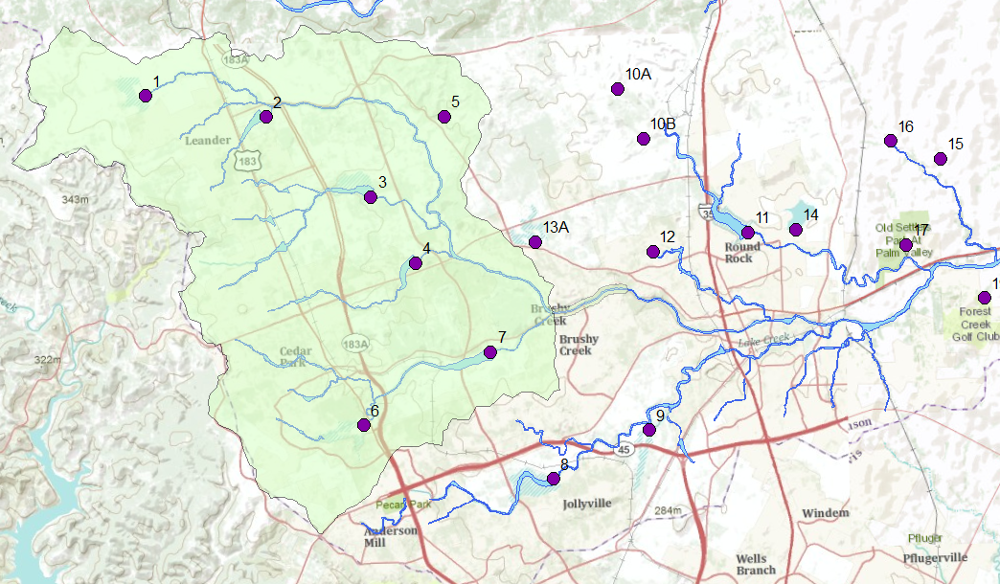 183A
10A
1
2
5
10B
16
15
Leander
183
3
343m
35
11
14
17
Old Settlers
Park At
Palm Valley
13A
12
Round
Rock
4
Forest
Creek
Golf Club
Brushy
Creek
183A
7
Brushy
Creek
Lake Creek
322m
Cedar
Park
6
9
45
8
Jollyville
284m
Windem
Anderson
Mill
Pflugerville
Wells
Branch